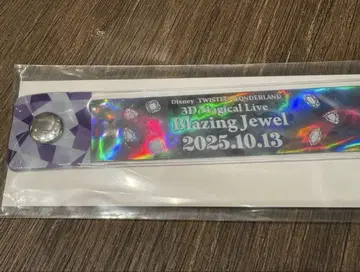 Disney TWISTED-WONDERLAND
3D Magical Live
Blazing Jewel
2025.10.13